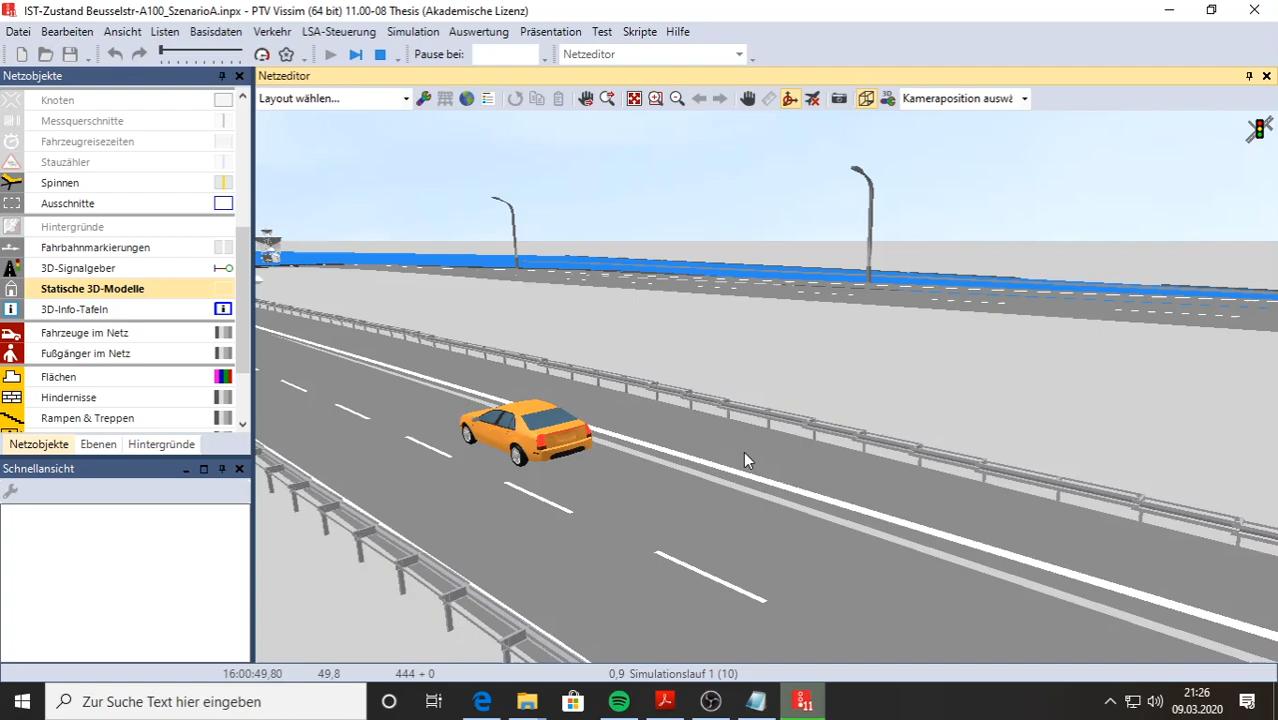 IST-Zustand Beusselstr-A100_SzenarioA.inpx - PTV Vissim (64 bit) 11.00-08 Thesis (Akademische Lizenz)
Datei Bearbeiten Ansicht Listen Basisdaten Verkehr LSA-Steuerung Simulation Auswertung Präsentation Test Skripte Hilfe
Pause bei: Netzeditor
Netzobjekte
Netzeditor
Layout wählen...
3D
Kameraposition auswä
Knoten
Messquerschnitte
Fahrzeugreisezeiten
Stauzähler
Spinnen
Ausschnitte
Hintergründe
Fahrbahnmarkierungen
3D-Signalgeber
Statische 3D-Modelle
3D-Info-Tafeln
Fahrzeuge im Netz
Fußgänger im Netz
Flächen
Hindernisse
Rampen & Treppen
Netzobjekte Ebenen Hintergründe
Schnellansicht
16:00:49,80 49,8 444 + 0 0,9 Simulationslauf 1 (10)
Zur Suche Text hier eingeben
11
21:26
09.03.2020